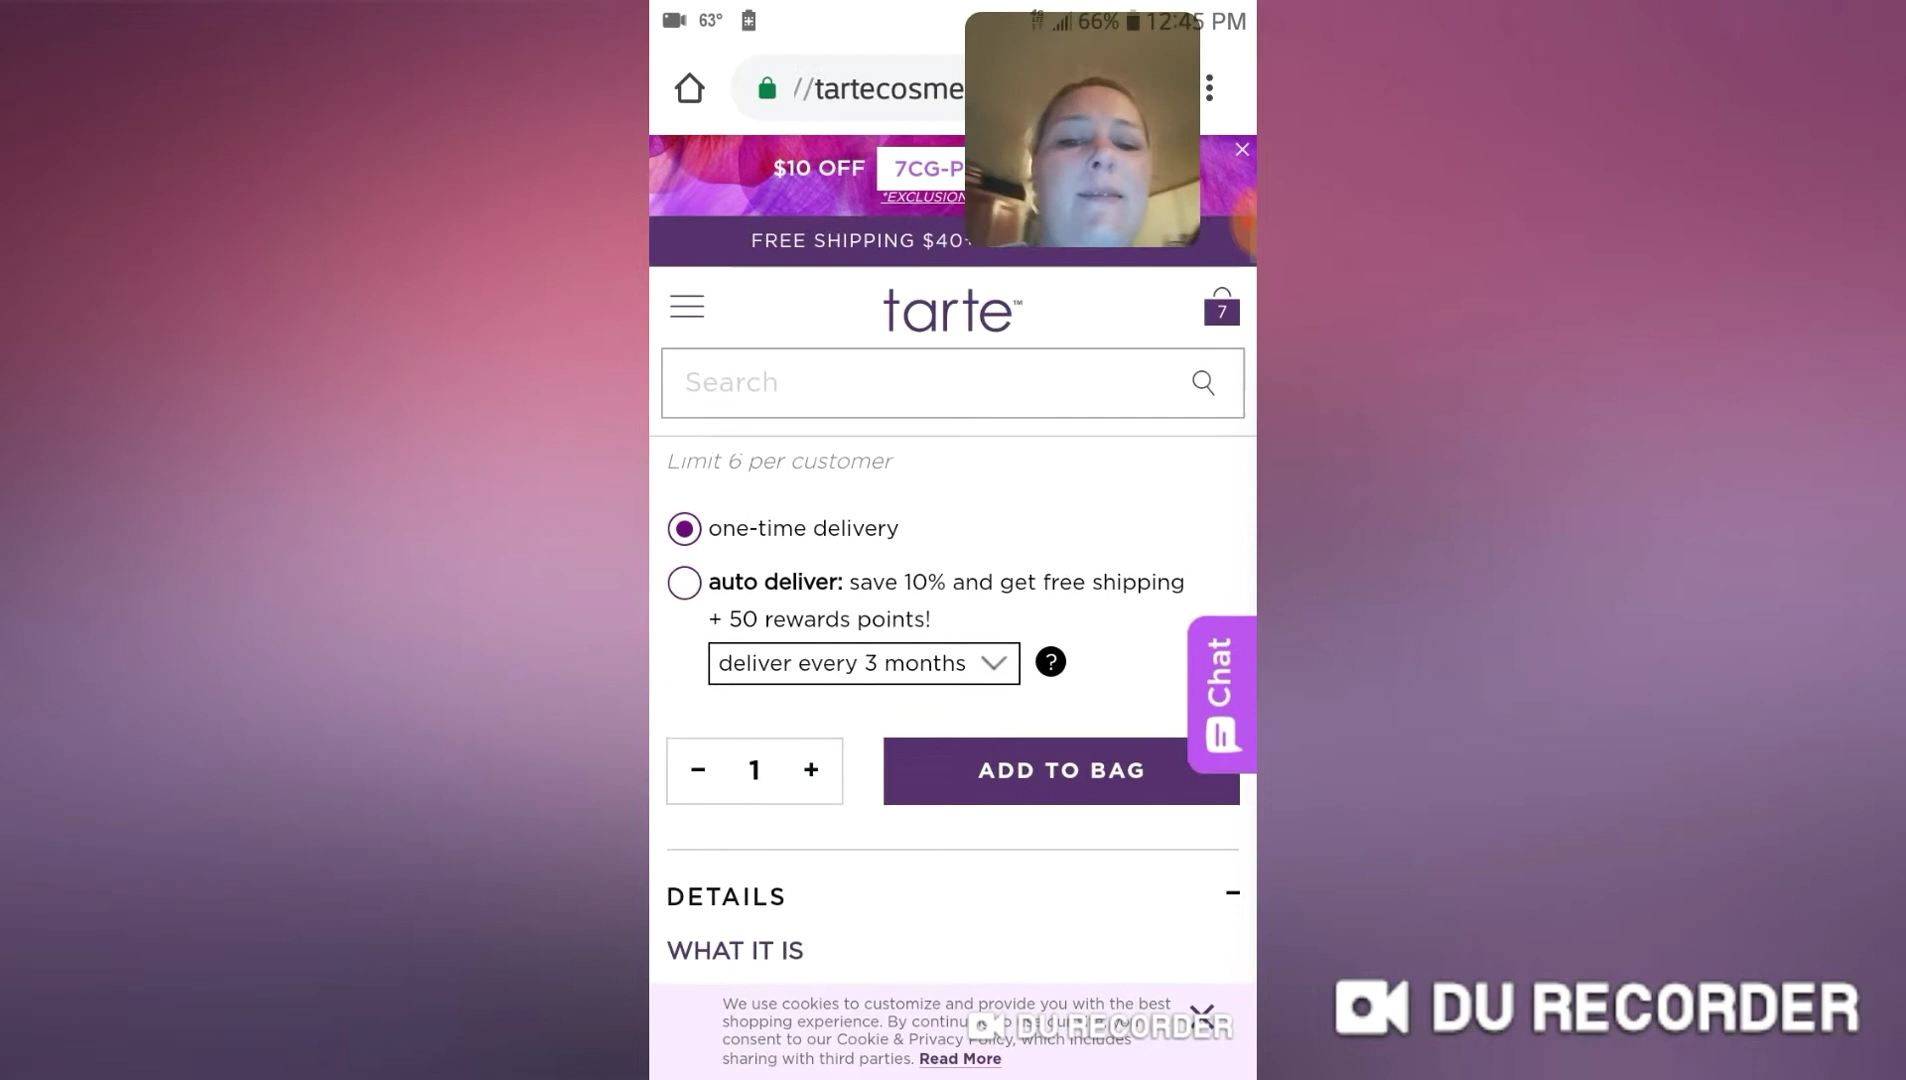 63° 66% 12:45 PM
//tartecosme
$10 OFF 7CG-P
*EXCLUSION
FREE SHIPPING $40+
tarte™
7
Search
Limit 6 per customer
one-time delivery
auto deliver: save 10% and get free shipping
+ 50 rewards points!
deliver every 3 months ?
Chat
- 1 + ADD TO BAG
DETAILS -
WHAT IT IS
We use cookies to customize and provide you with the best
shopping experience. By continu
consent to our Cookie & Privacy Policy, which includes
sharing with third parties. Read More
DU RECORDER
DU RECORDER